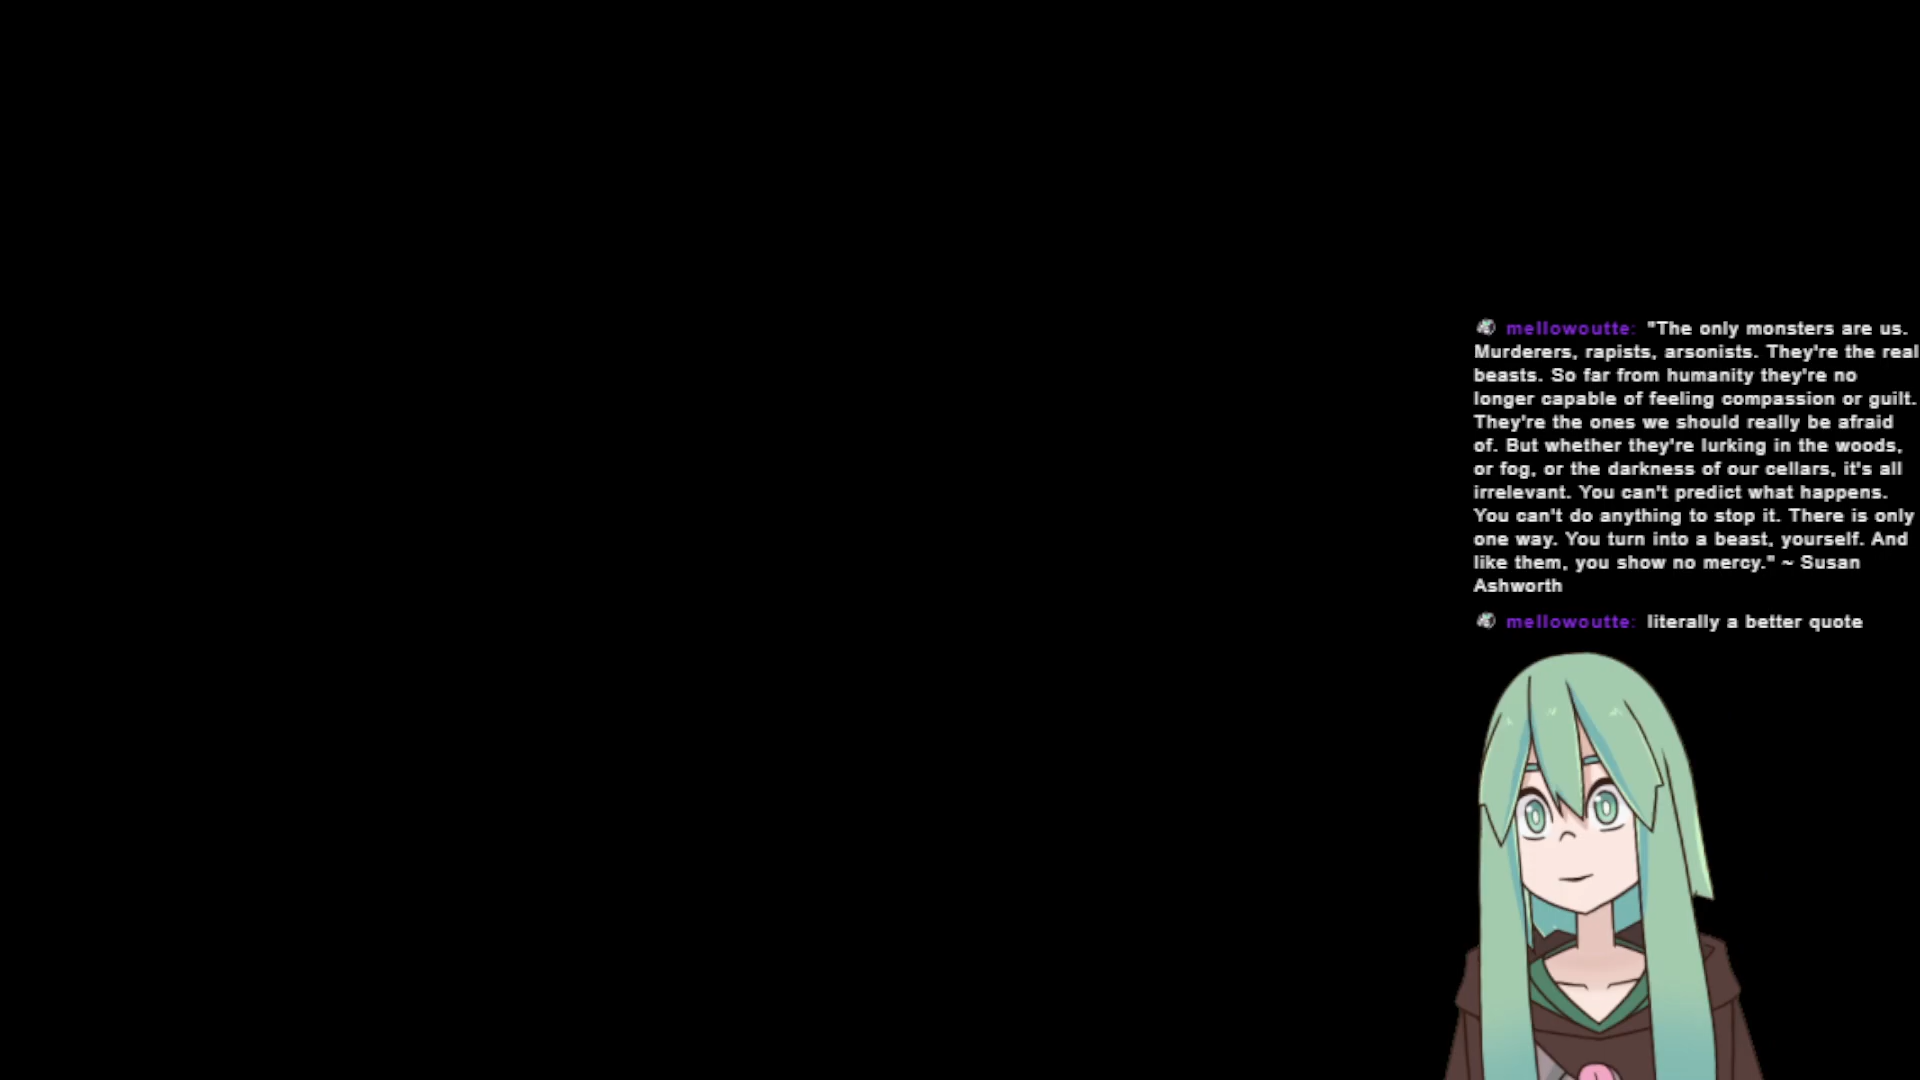 mellowoutte: "The only monsters are us.
Murderers, rapists, arsonists. They're the real
beasts. So far from humanity they're no
longer capable of feeling compassion or guilt.
They're the ones we should really be afraid
of. But whether they're lurking in the woods,
or fog, or the darkness of our cellars, it's all
irrelevant. You can't predict what happens.
You can't do anything to stop it. There is only
one way. You turn into a beast, yourself. And
like them, you show no mercy." ~ Susan
Ashworth
mellowoutte: literally a better quote